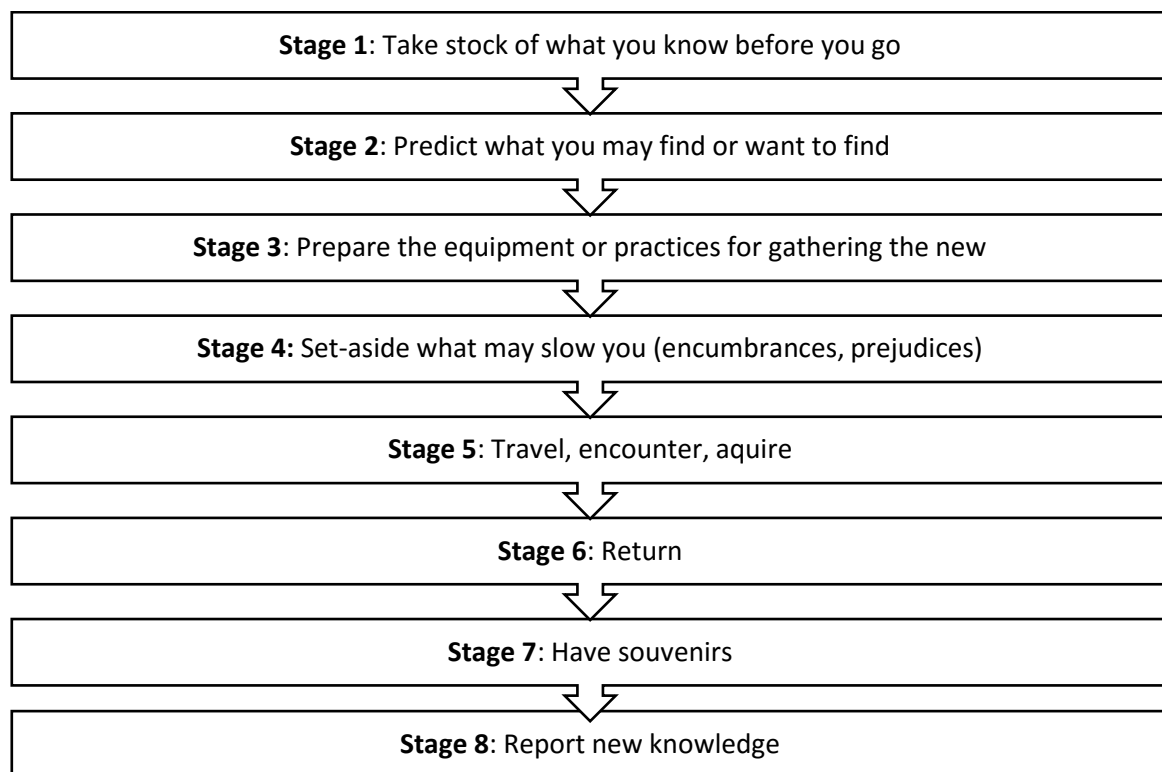 Stage 1: Take stock of what you know before you go
Stage 2: Predict what you may find or want to find
Stage 3: Prepare the equipment or practices for gathering the new
Stage 4: Set-aside what may slow you (encumbrances, prejudices)
Stage 5: Travel, encounter, aquire
Stage 6: Return
Stage 7: Have souvenirs
Stage 8: Report new knowledge